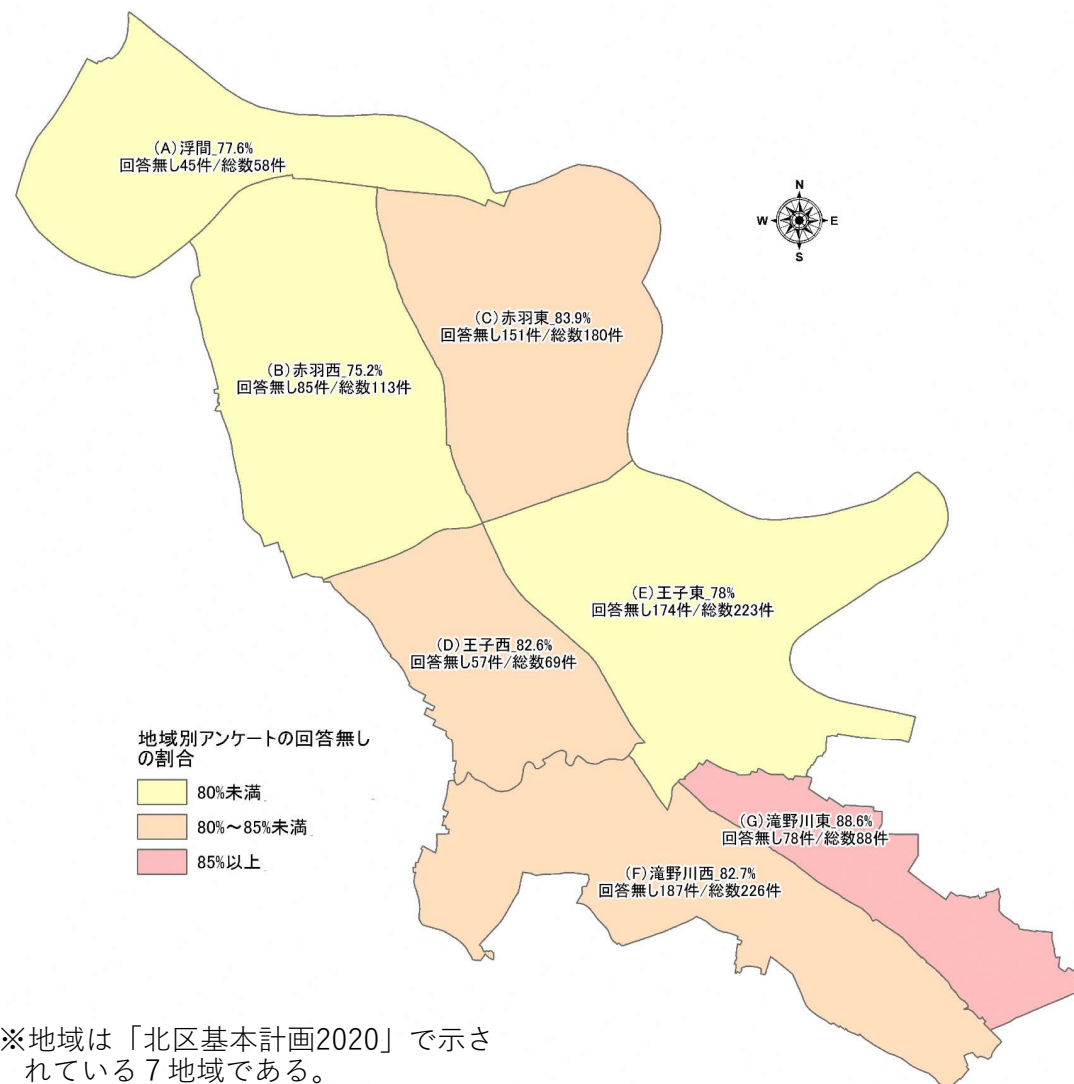 (A)浮間_77.6%
回答無し45件/総数58件
N
W
E
S
(C)赤羽東_83.9%
回答無し151件/総数180件
(B)赤羽西_75.2%
回答無し85件/総数113件
(E)王子東_78%
回答無し174件/総数223件
(D)王子西_82.6%
回答無し57件/総数69件
地域別アンケートの回答無し
の割合
80%未満
80%～85%未満
85%以上
(G)滝野川東_88.6%
回答無し78件/総数88件
(F)滝野川西_82.7%
回答無し187件/総数226件
※地域は「北区基本計画2020」で示さ
れている７地域である。